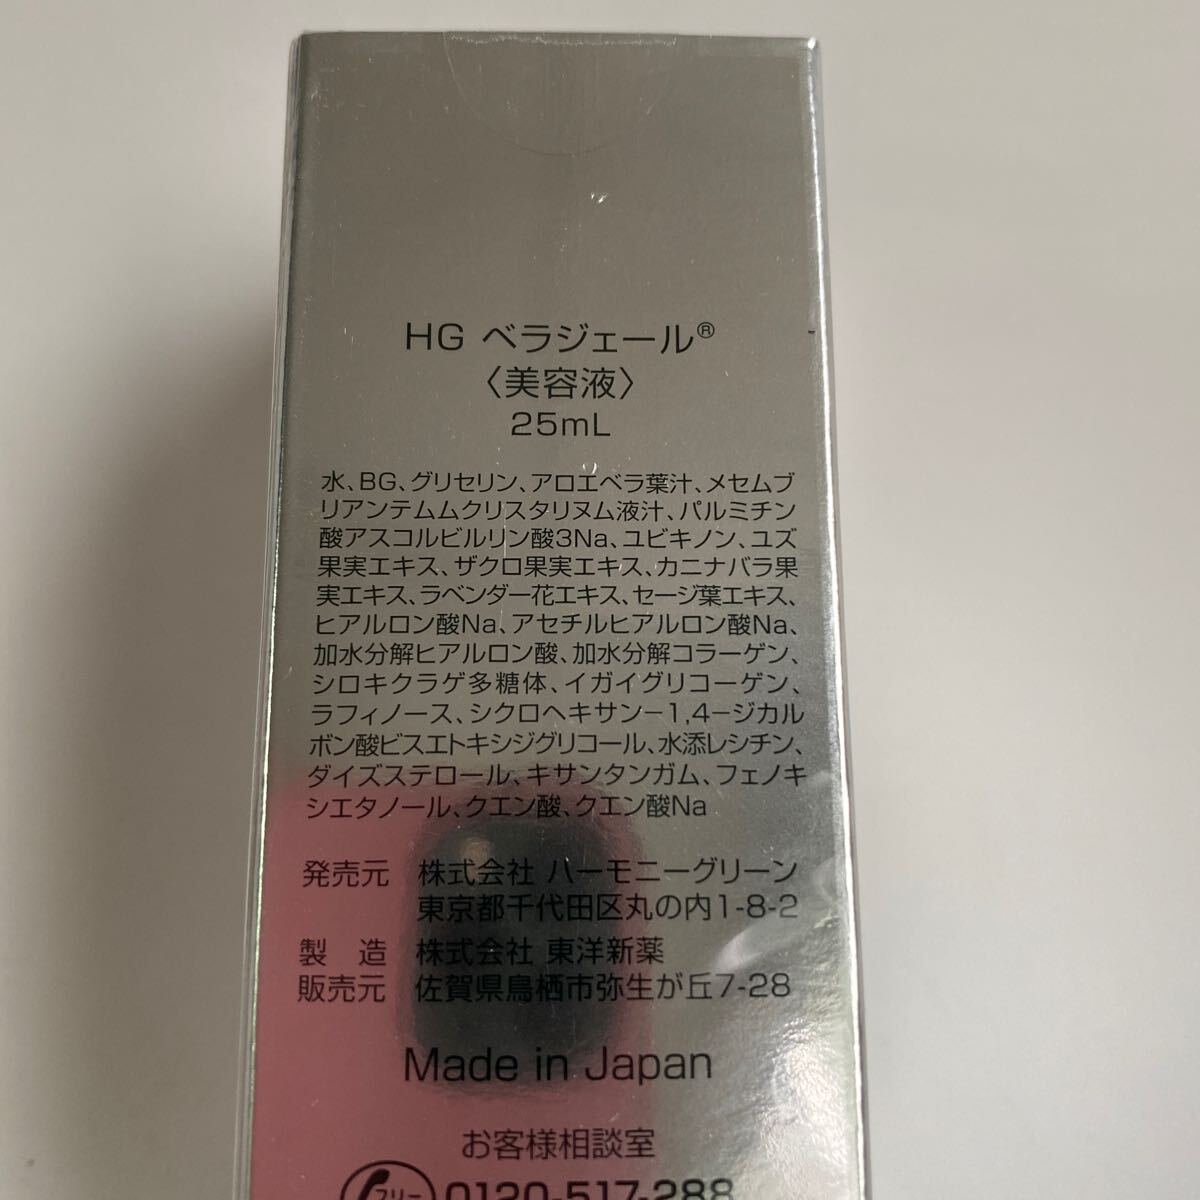 HG ベラジェール®
〈美容液〉
25mL
水、BG、グリセリン、アロエベラ葉汁、メセムブ
リアンテムムクリスタリヌム液汁、パルミチン
酸アスコルビルリン酸3Na、ユビキノン、ユズ
果実エキス、ザクロ果実エキス、カニナバラ果
実エキス、ラベンダー花エキス、セージ葉エキス、
ヒアルロン酸Na、アセチルヒアルロン酸Na、
加水分解ヒアルロン酸、加水分解コラーゲン、
シロキクラゲ多糖体、イガイグリコーゲン、
ラフィノース、シクロヘキサン−1,4−ジカル
ボン酸ビスエトキシジグリコール、水添レシチン、
ダイズステロール、キサンタンガム、フェノキ
シエタノール、クエン酸、クエン酸Na
発売元 株式会社 ハーモニーグリーン
東京都千代田区丸の内1-8-2
製　造 株式会社 東洋新薬
販売元 佐賀県鳥栖市弥生が丘7-28
Made in Japan
お客様相談室
フリー 0120-517-288